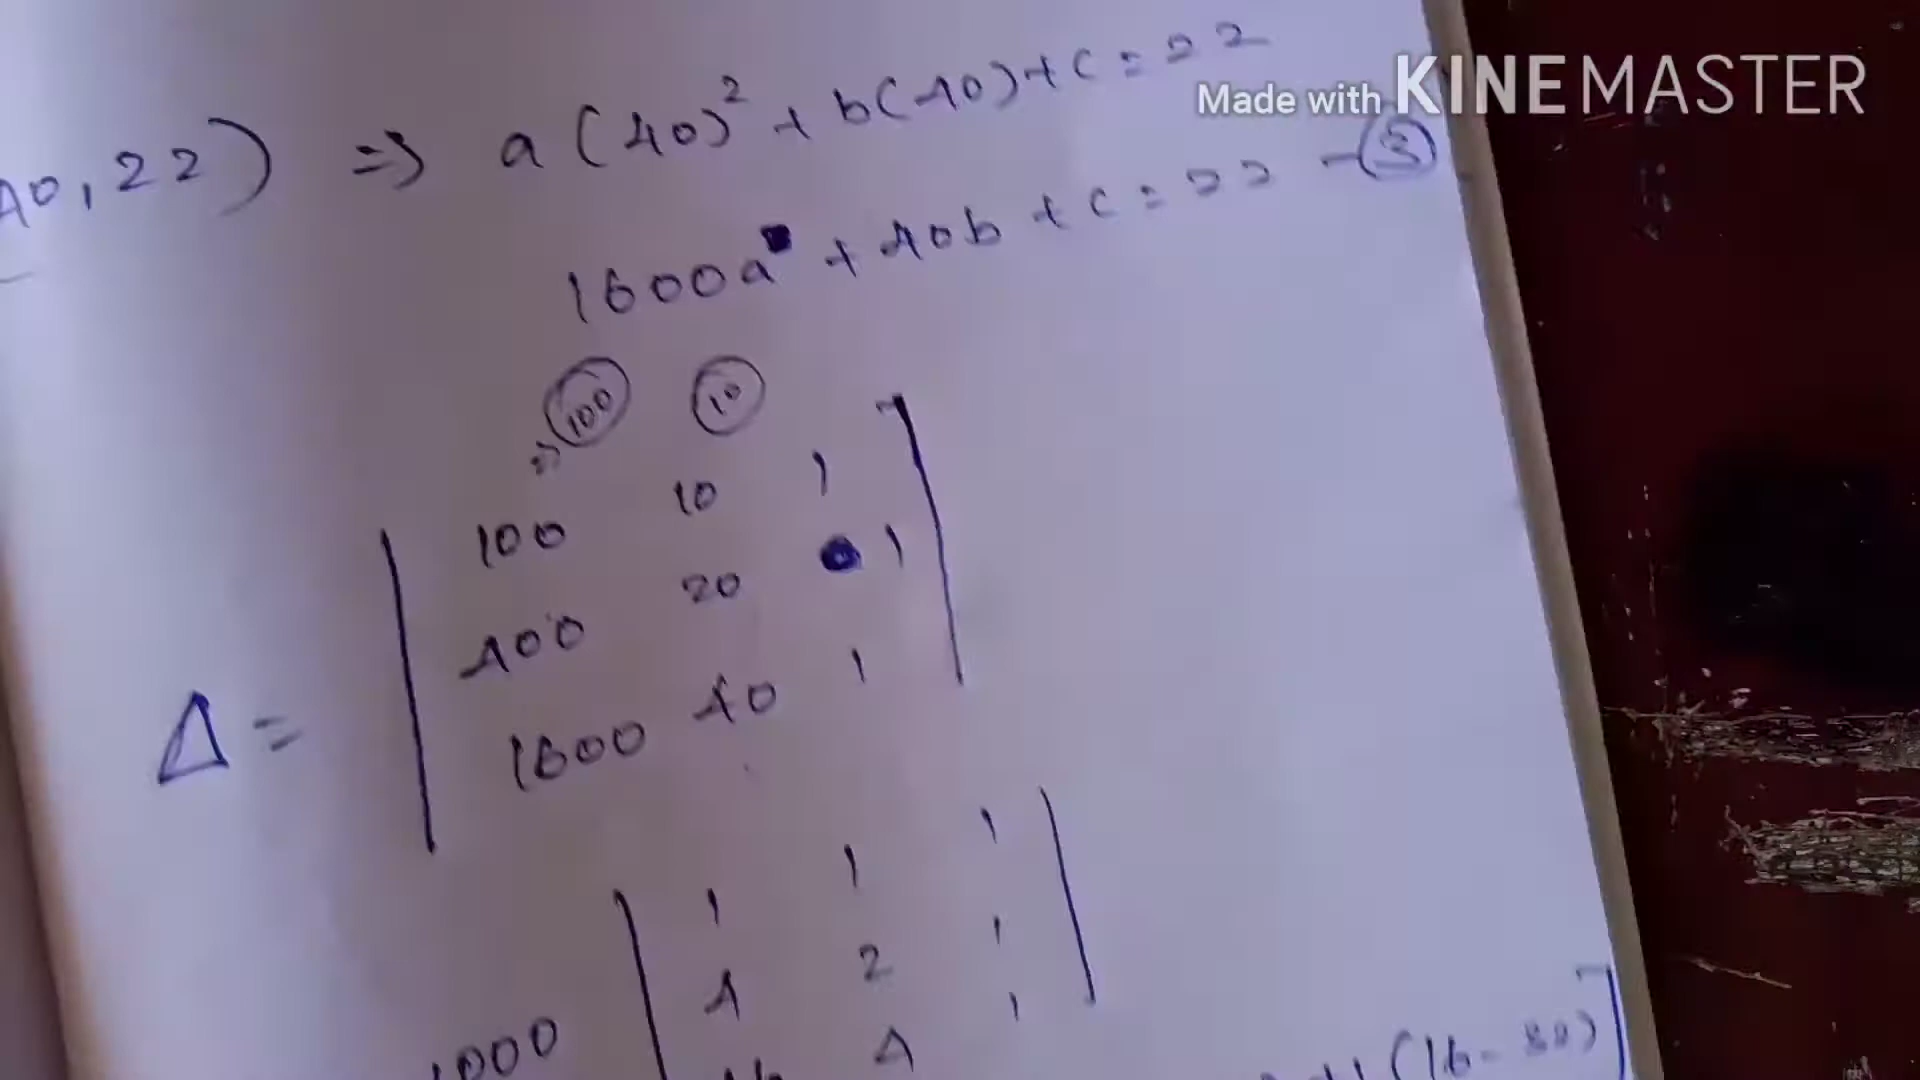 Made with KINEMASTER
40, 22) => a(40)² + b(40) + c = 22
1600a + 40b + c = 22 - (3)
=> 100 10
100 10 1
400 20 1
Δ =
1600 40 1
1 1 1
4 2 1
1000
16 4 1
(16 - 32)]